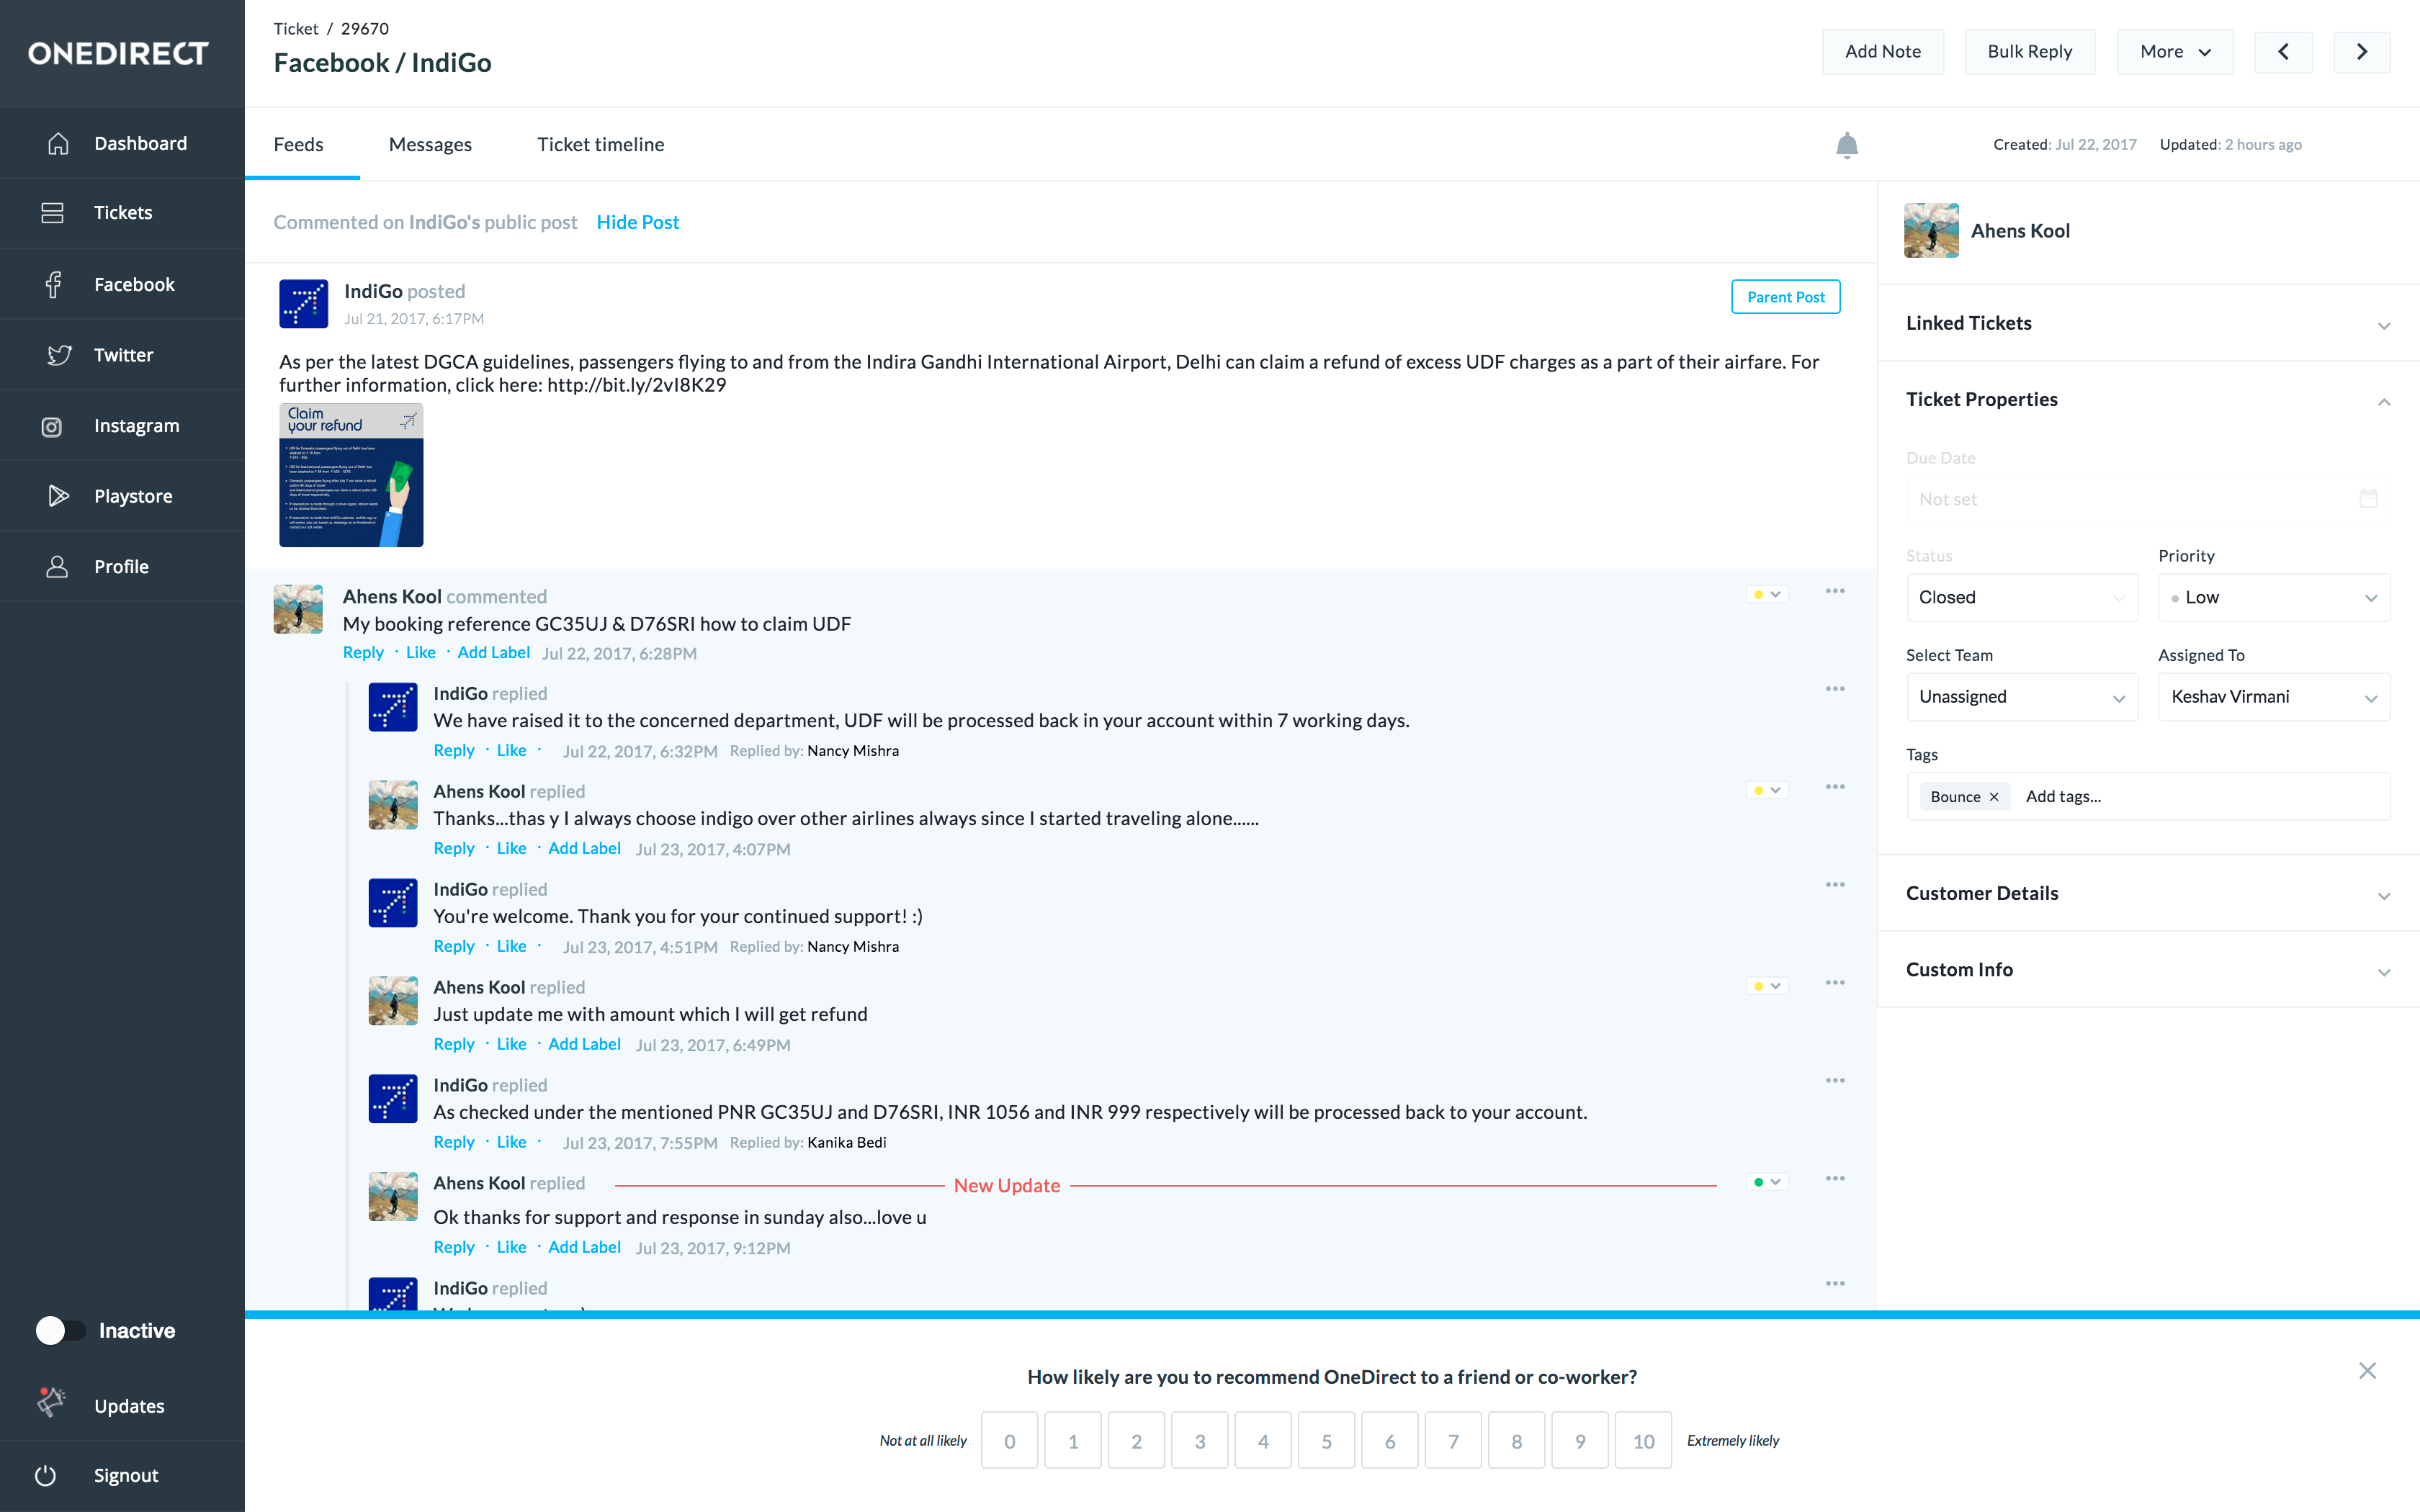 ONEDIRECT
Dashboard
Tickets
Facebook
Twitter
Instagram
Playstore
Profile
Inactive
Updates
Signout
Ticket / 29670
Facebook / IndiGo
Add Note
Bulk Reply
More
Feeds
Messages
Ticket timeline
Created: Jul 22, 2017
Updated: 2 hours ago
Commented on IndiGo's public post Hide Post
IndiGo posted
Jul 21, 2017, 6:17PM
Parent Post
As per the latest DGCA guidelines, passengers flying to and from the Indira Gandhi International Airport, Delhi can claim a refund of excess UDF charges as a part of their airfare. For
further information, click here: http://bit.ly/2vI8K29
Claim
your refund
Ahens Kool commented
My booking reference GC35UJ & D76SRI how to claim UDF
Reply · Like · Add Label Jul 22, 2017, 6:28PM
IndiGo replied
We have raised it to the concerned department, UDF will be processed back in your account within 7 working days.
Reply · Like · Jul 22, 2017, 6:32PM Replied by: Nancy Mishra
Ahens Kool replied
Thanks...thas y I always choose indigo over other airlines always since I started traveling alone......
Reply · Like · Add Label Jul 23, 2017, 4:07PM
IndiGo replied
You're welcome. Thank you for your continued support! :)
Reply · Like · Jul 23, 2017, 4:51PM Replied by: Nancy Mishra
Ahens Kool replied
Just update me with amount which I will get refund
Reply · Like · Add Label Jul 23, 2017, 6:49PM
IndiGo replied
As checked under the mentioned PNR GC35UJ and D76SRI, INR 1056 and INR 999 respectively will be processed back to your account.
Reply · Like · Jul 23, 2017, 7:55PM Replied by: Kanika Bedi
Ahens Kool replied
New Update
Ok thanks for support and response in sunday also...love u
Reply · Like · Add Label Jul 23, 2017, 9:12PM
IndiGo replied
Ahens Kool
Linked Tickets
Ticket Properties
Due Date
Not set
Status
Priority
Closed
Low
Select Team
Assigned To
Unassigned
Keshav Virmani
Tags
Bounce × Add tags...
Customer Details
Custom Info
How likely are you to recommend OneDirect to a friend or co-worker?
Not at all likely 0 1 2 3 4 5 6 7 8 9 10 Extremely likely